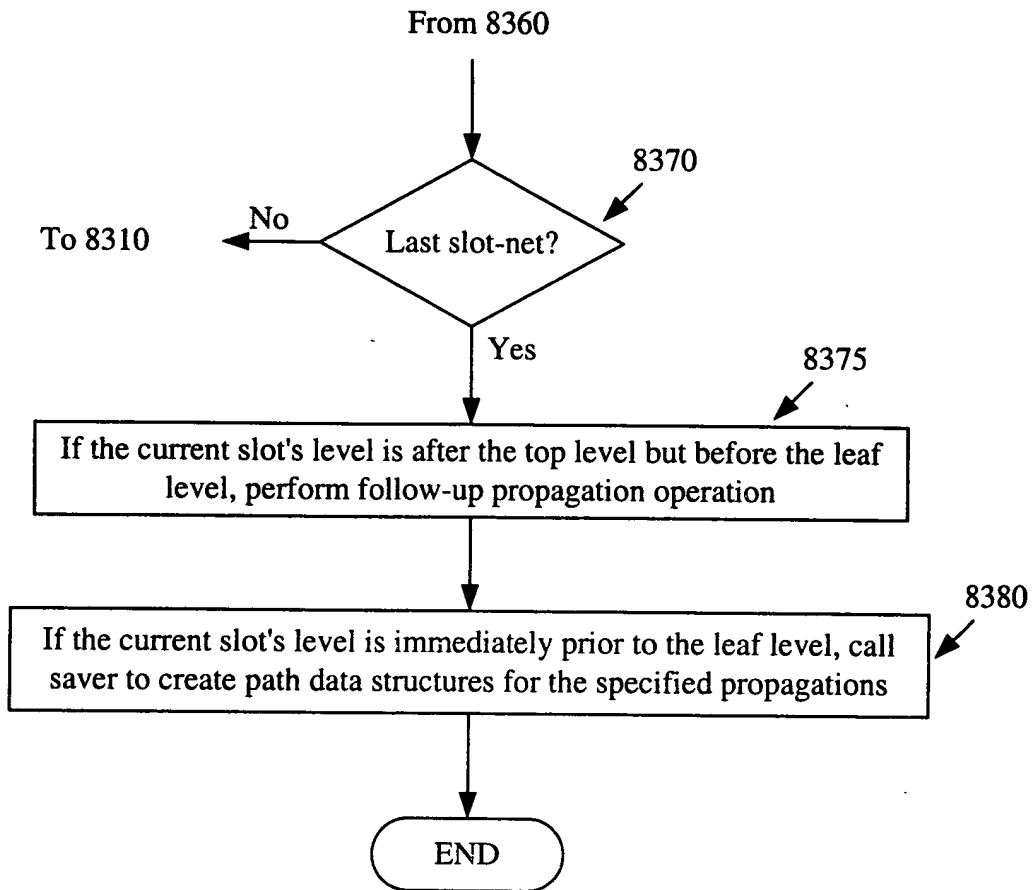 From 8360
8370
No
To 8310
Last slot-net?
Yes
8375
If the current slot's level is after the top level but before the leaf
level, perform follow-up propagation operation
8380
If the current slot's level is immediately prior to the leaf level, call
saver to create path data structures for the specified propagations
END